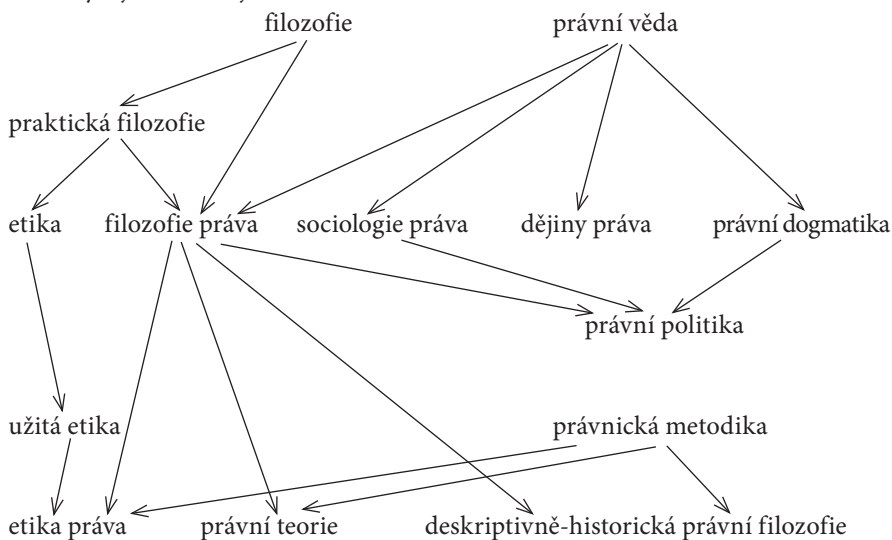 filozofie právní věda
praktická filozofie
etika filozofie práva sociologie práva dějiny práva právní dogmatika
právní politika
užitá etika právnická metodika
etika práva právní teorie deskriptivně-historická právní filozofie